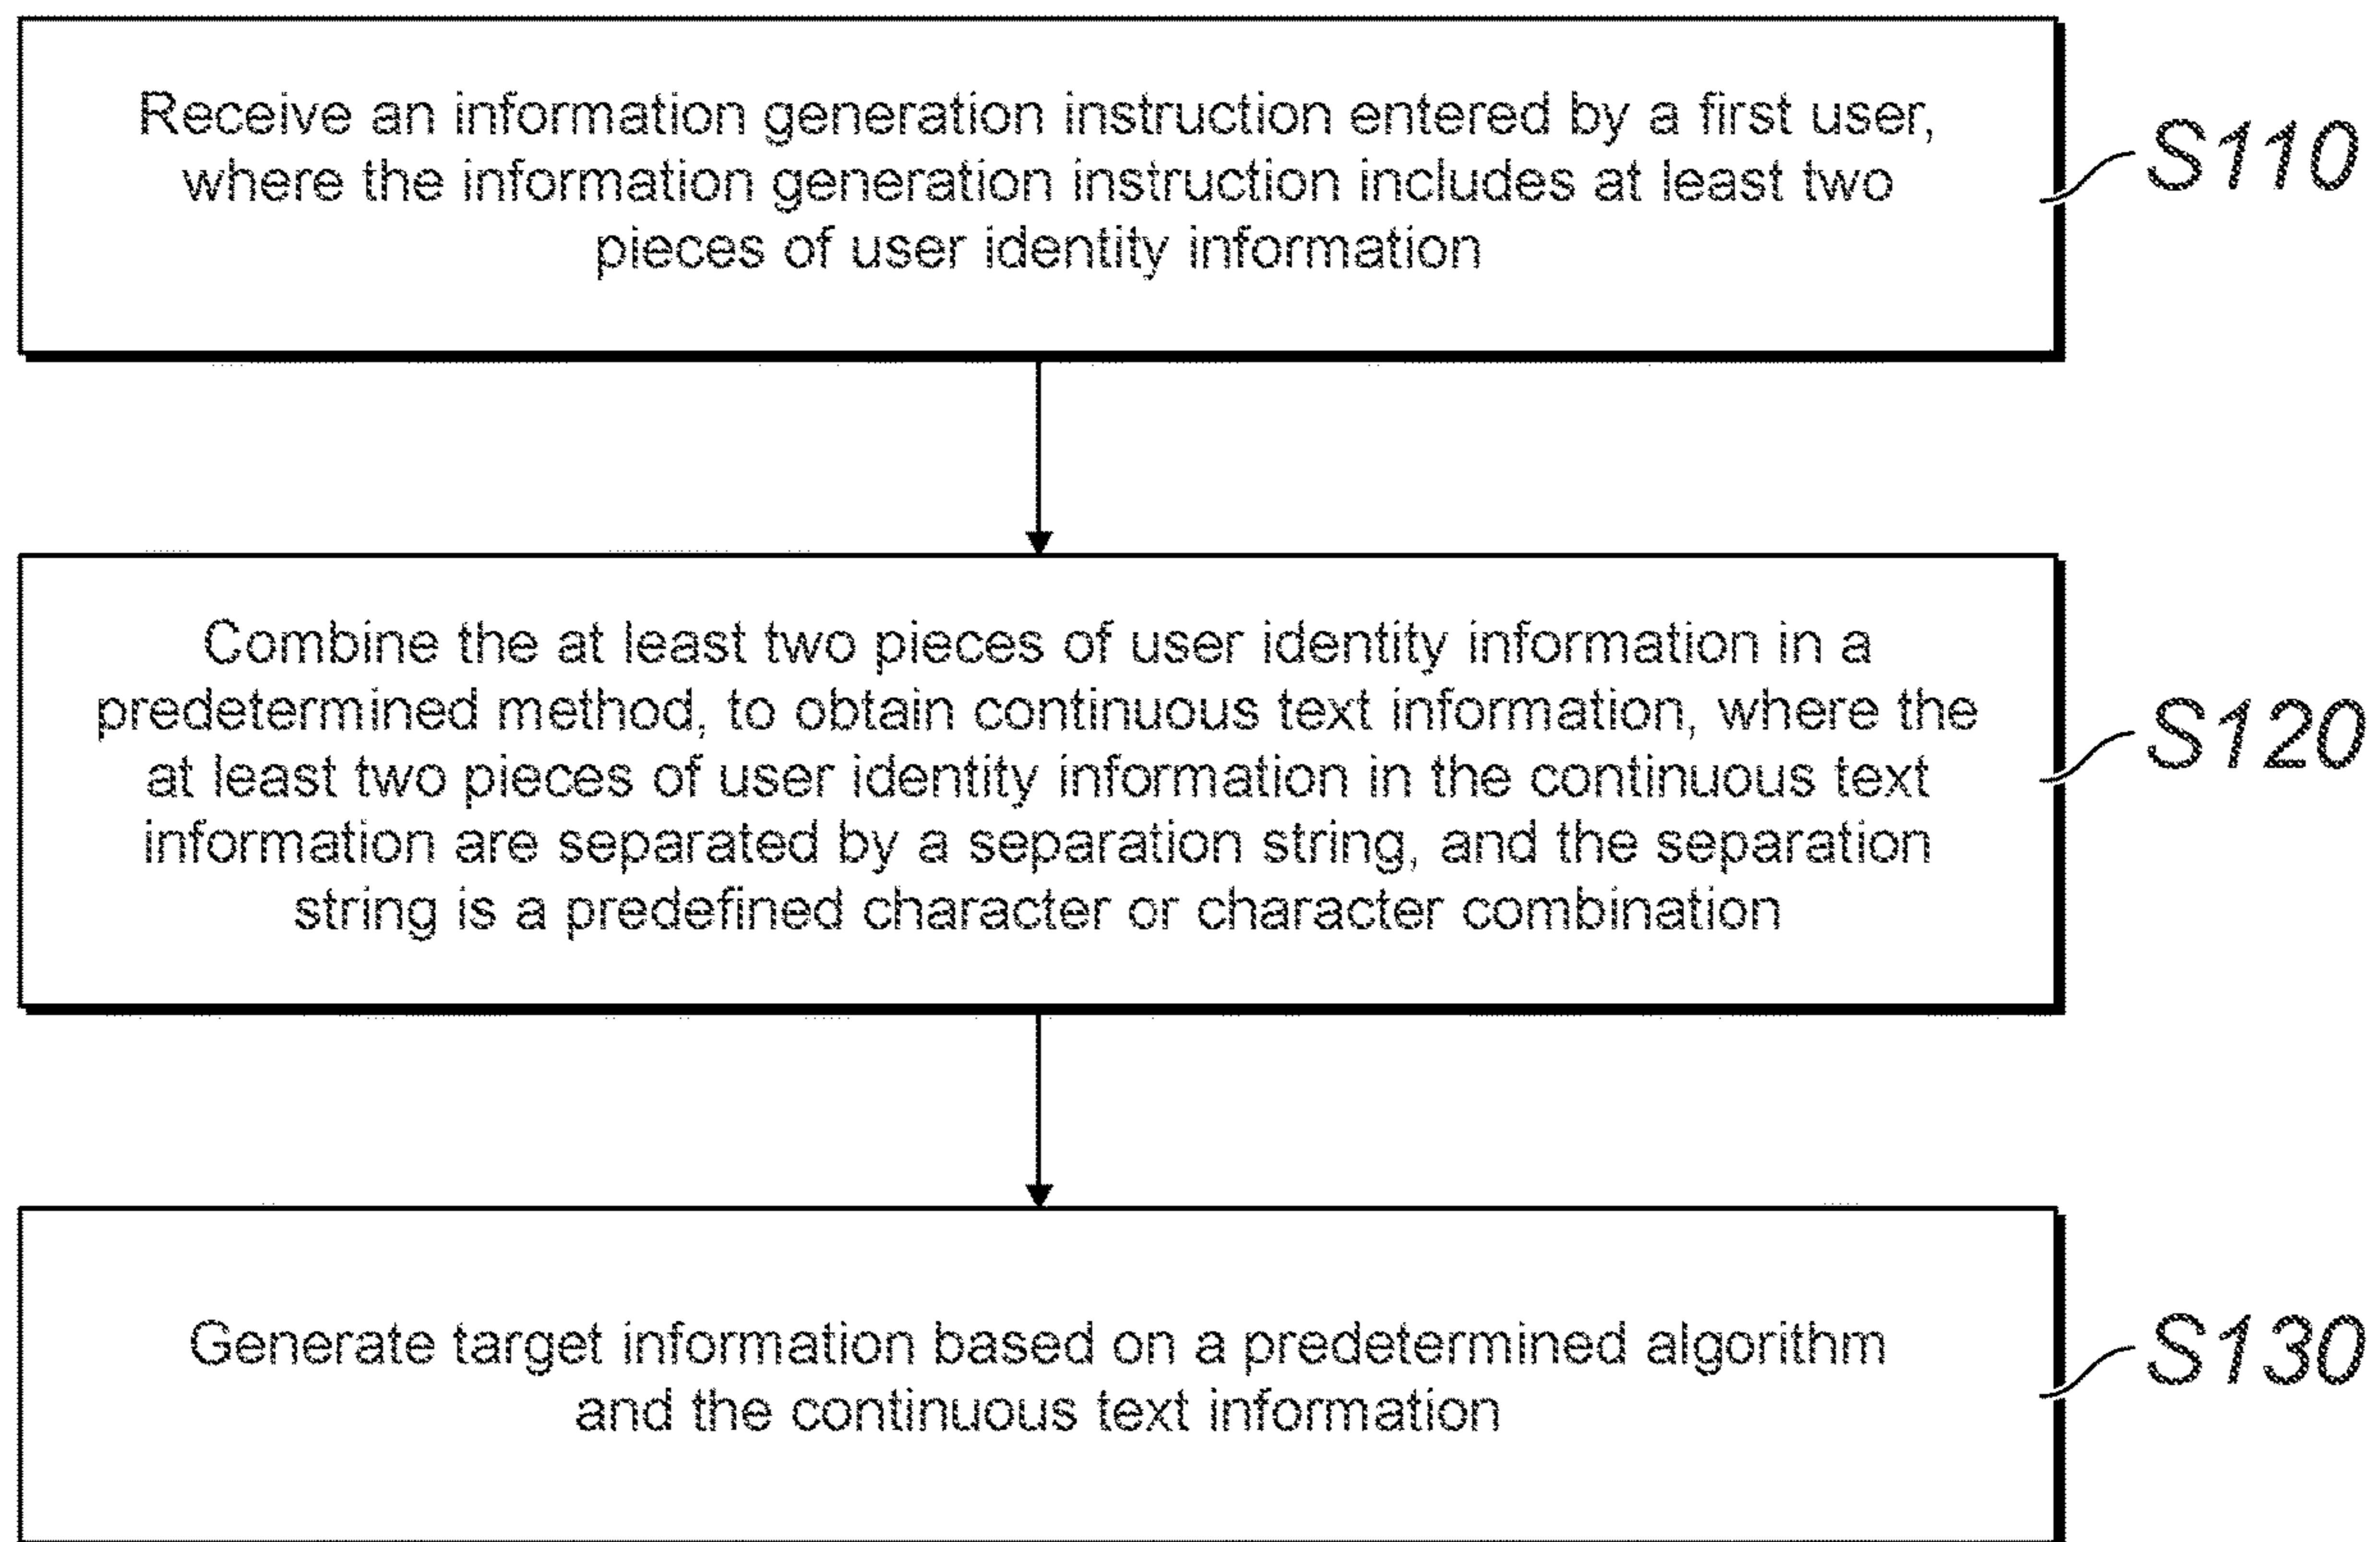 Receive an information generation instruction entered by a first user,
where the information generation instruction includes at least two
pieces of user identity information
S110
Combine the at least two pieces of user identity information in a
predetermined method, to obtain continuous text information, where the
at least two pieces of user identity information in the continuous text
information are separated by a separation string, and the separation
string is a predefined character or character combination
S120
Generate target information based on a predetermined algorithm
and the continuous text information
S130